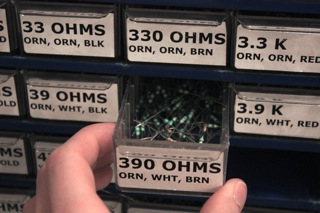 33 OHMS
ORN, ORN, BLK
330 OHMS
ORN, ORN, BRN
3.3 K
ORN, ORN, RED
39 OHMS
ORN, WHT, BLK
3.9 K
ORN, WHT, RED
390 OHMS
ORN, WHT, BRN